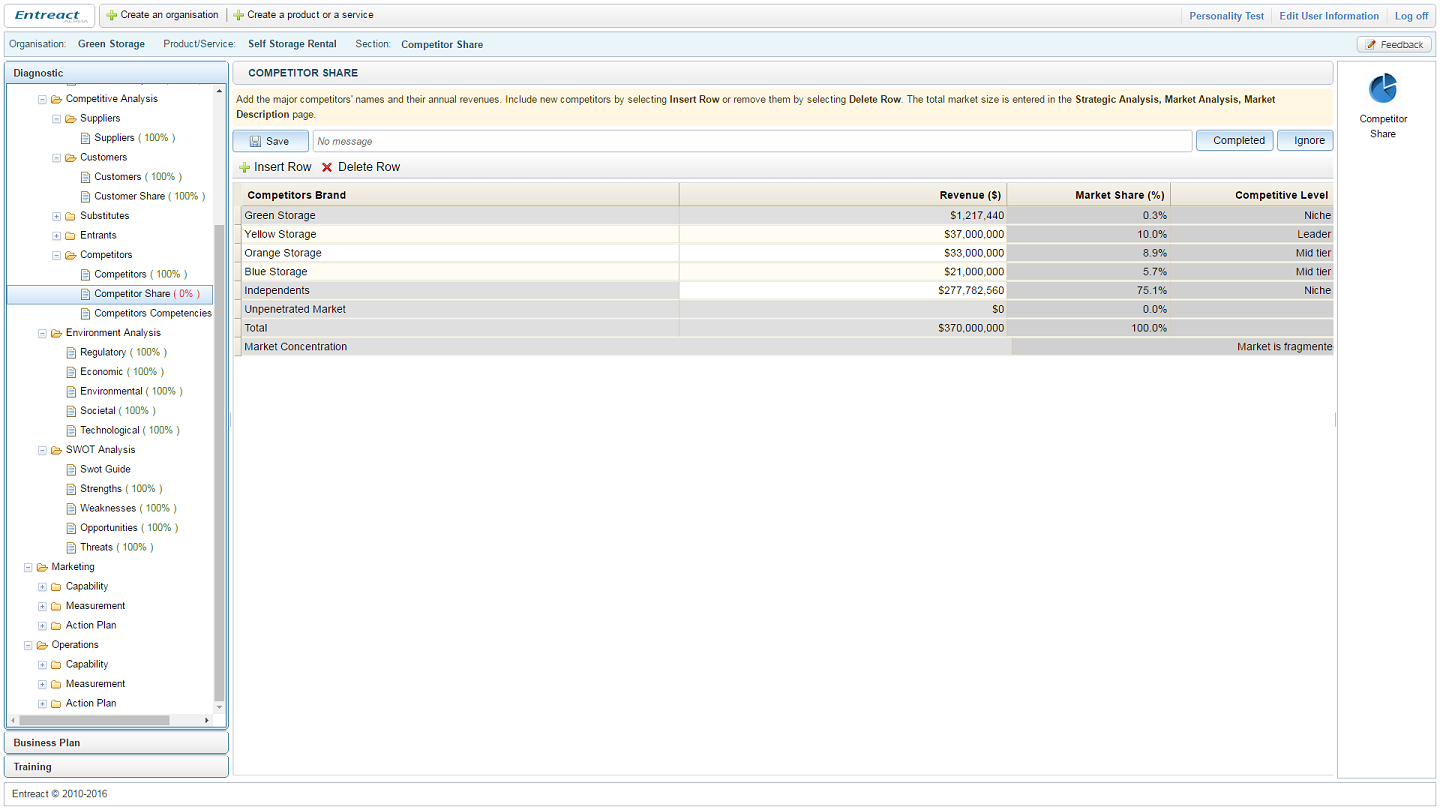 Entreact ALPHA Create an organisation Create a product or a service Personality Test Edit User Information Log off
Organisation: Green Storage Product/Service: Self Storage Rental Section: Competitor Share Feedback
Diagnostic
Competitive Analysis
Suppliers
Suppliers ( 100% )
Customers
Customers ( 100% )
Customer Share ( 100% )
Substitutes
Entrants
Competitors
Competitors ( 100% )
Competitor Share ( 0% )
Competitors Competencies
Environment Analysis
Regulatory ( 100% )
Economic ( 100% )
Environmental ( 100% )
Societal ( 100% )
Technological ( 100% )
SWOT Analysis
Swot Guide
Strengths ( 100% )
Weaknesses ( 100% )
Opportunities ( 100% )
Threats ( 100% )
Marketing
Capability
Measurement
Action Plan
Operations
Capability
Measurement
Action Plan
Business Plan
Training
COMPETITOR SHARE
Add the major competitors' names and their annual revenues. Include new competitors by selecting Insert Row or remove them by selecting Delete Row. The total market size is entered in the Strategic Analysis, Market Analysis, Market
Description page.
Save No message Completed Ignore
Insert Row Delete Row
Competitors Brand Revenue ($) Market Share (%) Competitive Level
Green Storage $1,217,440 0.3% Niche
Yellow Storage $37,000,000 10.0% Leader
Orange Storage $33,000,000 8.9% Mid tier
Blue Storage $21,000,000 5.7% Mid tier
Independents $277,782,560 75.1% Niche
Unpenetrated Market $0 0.0%
Total $370,000,000 100.0%
Market Concentration Market is fragmente
Competitor
Share
Entreact © 2010-2016